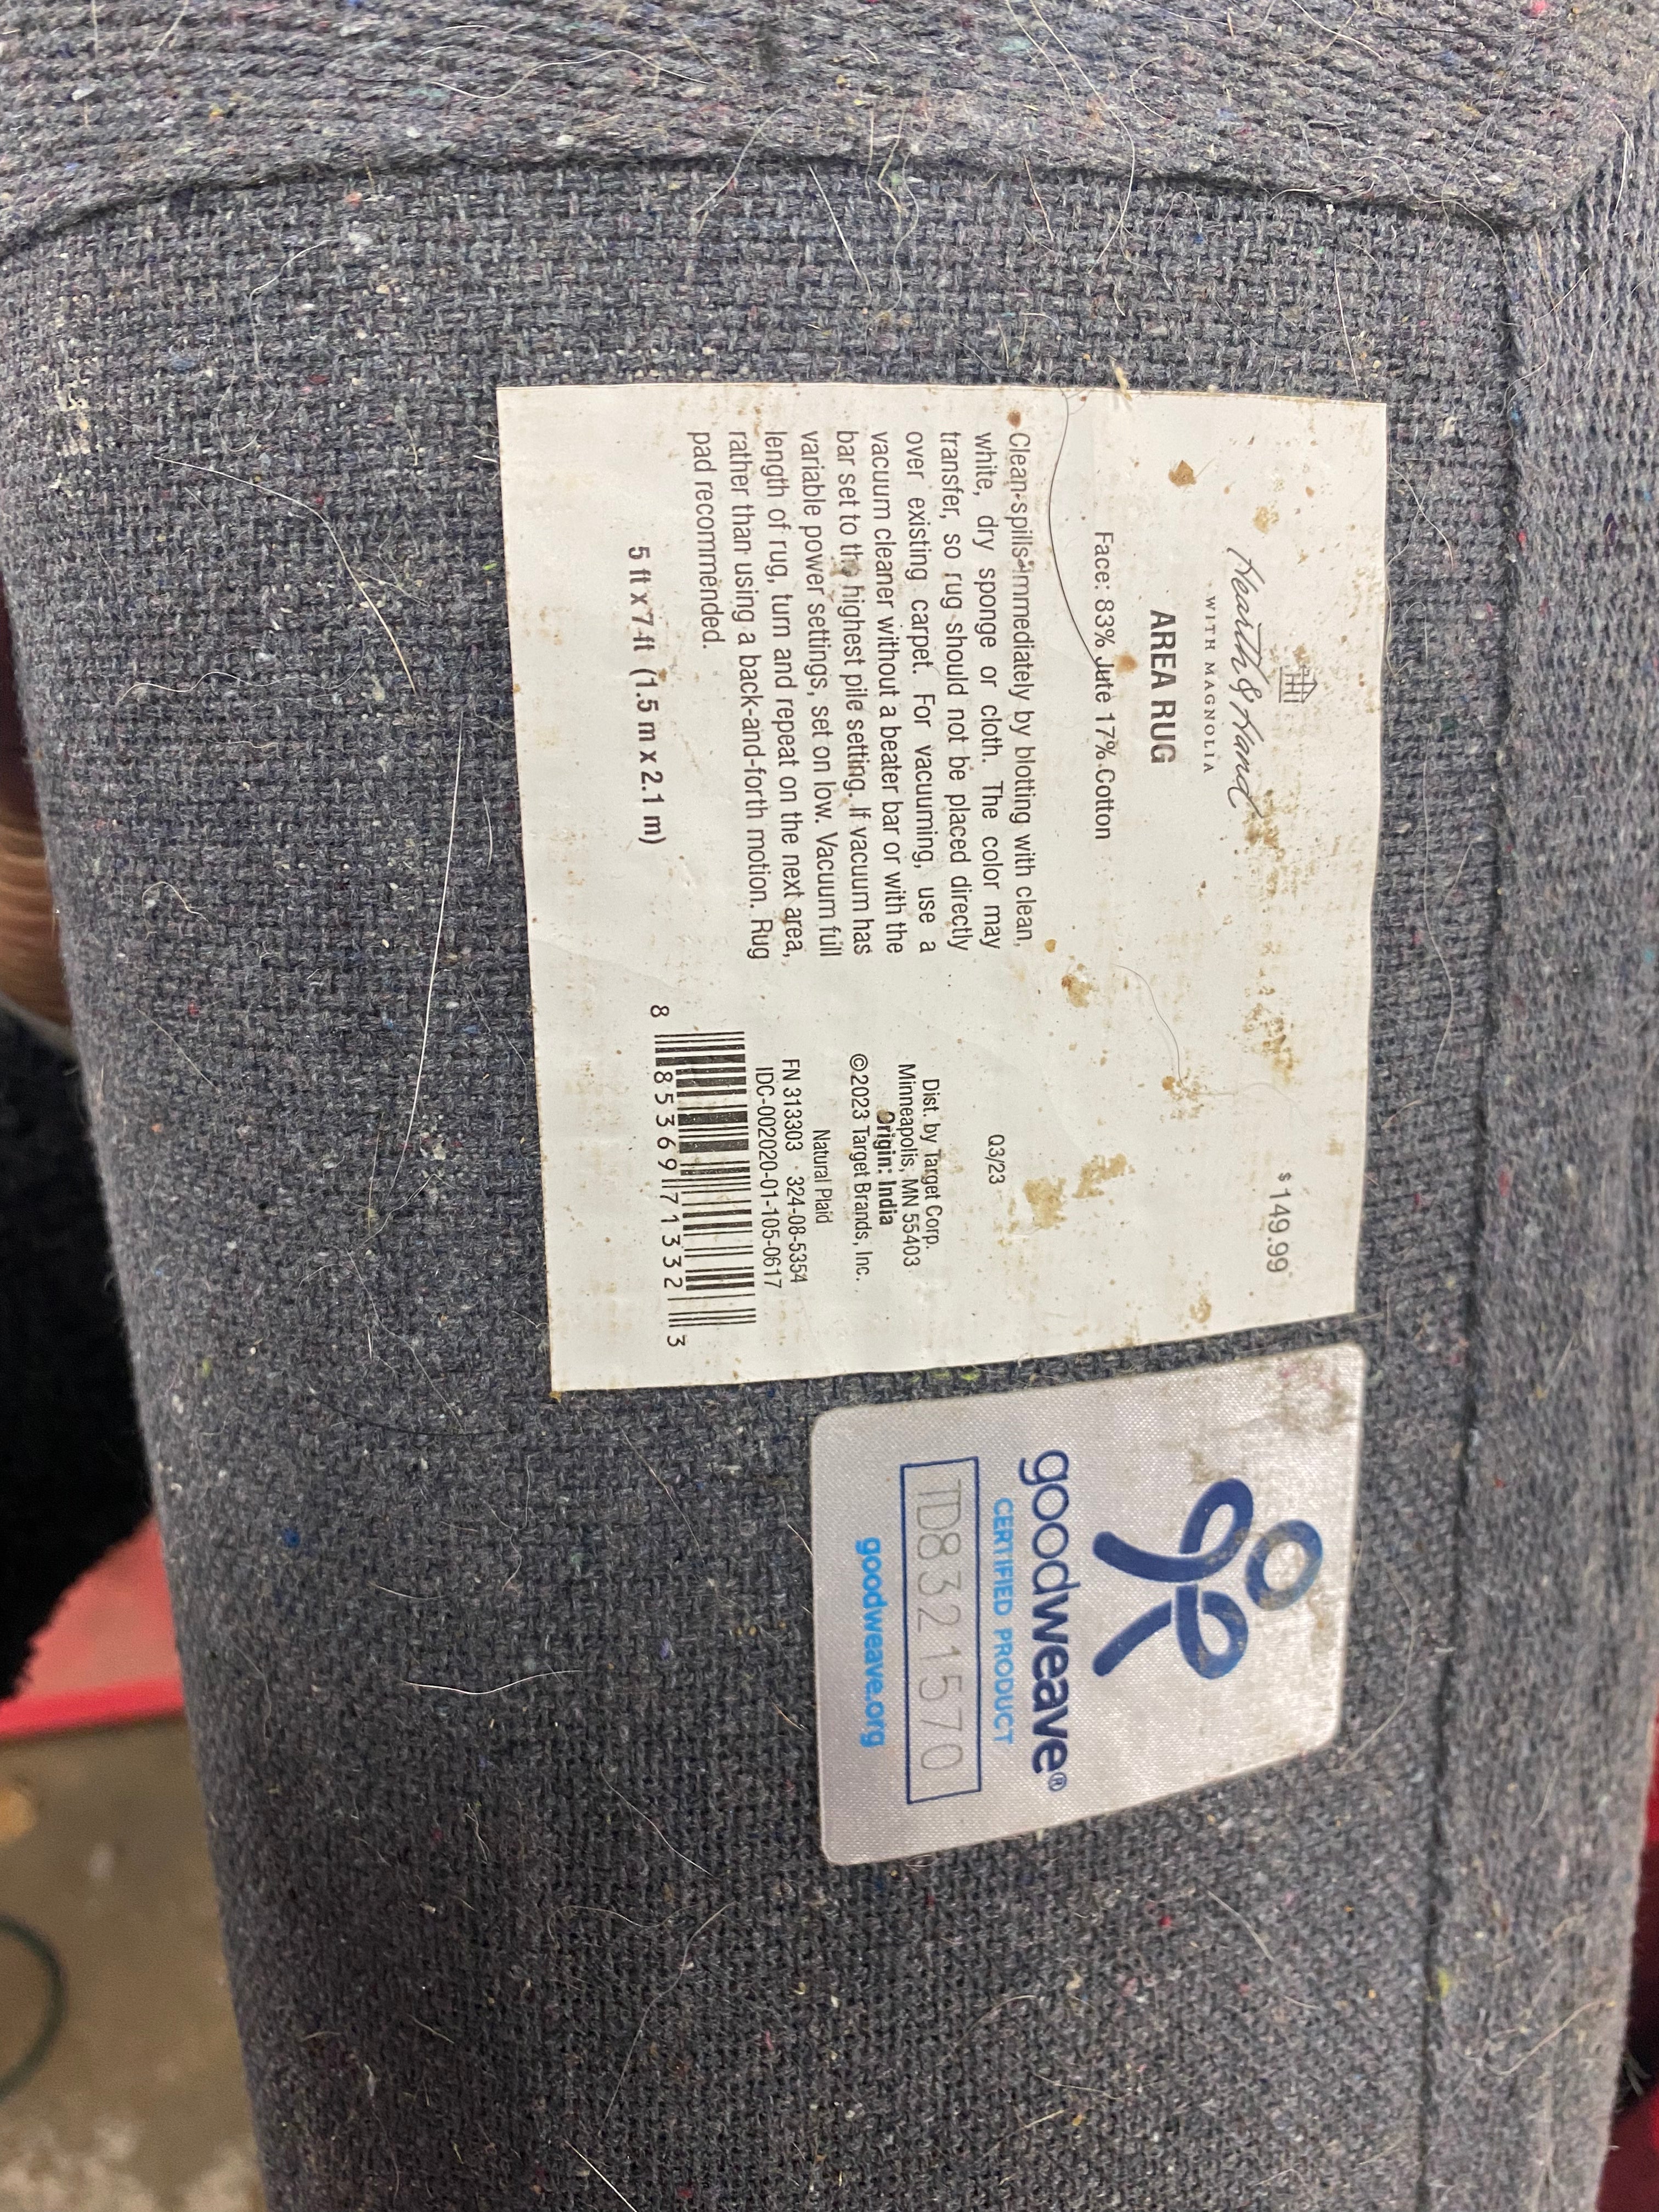 Hearth & Hand
WITH MAGNOLIA
AREA RUG
Face: 83% Jute 17% Cotton
Clean spills immediately by blotting with clean,
white, dry sponge or cloth. The color may
transfer, so rug should not be placed directly
over existing carpet. For vacuuming, use a
vacuum cleaner without a beater bar or with the
bar set to the highest pile setting. If vacuum has
variable power settings, set on low. Vacuum full
length of rug, turn and repeat on the next area,
rather than using a back-and-forth motion. Rug
pad recommended.
5 ft x 7 ft (1.5 m x 2.1 m)
$149.99
Q3/23
Dist. by Target Corp.
Minneapolis, MN 55403
Origin: India
©2023 Target Brands, Inc.
Natural Plaid
FN 313303 324-08-5354
IDC-002020-01-105-0617
8 85369 71332 3
goodweave®
CERTIFIED PRODUCT
TD8321570
goodweave.org